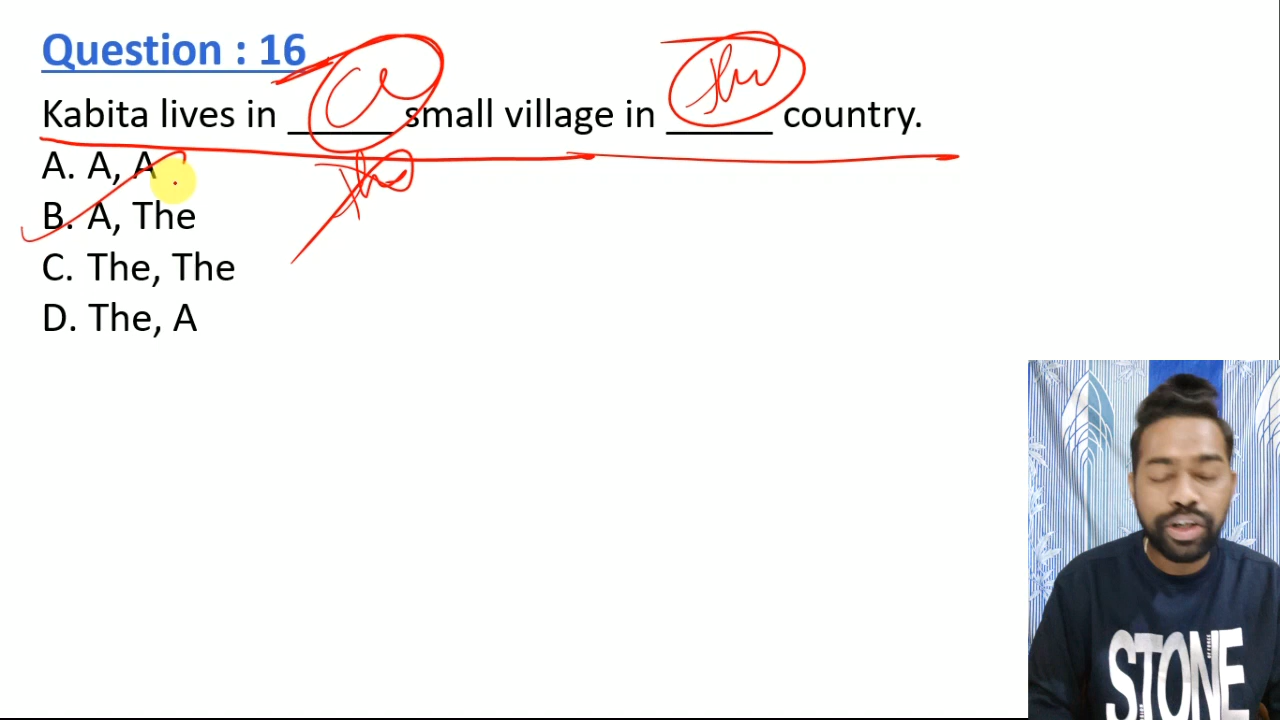 Question : 16
a
the
Kabita lives in ______ small village in ______ country.
the
A. A, A
B. A, The
C. The, The
D. The, A
STONE